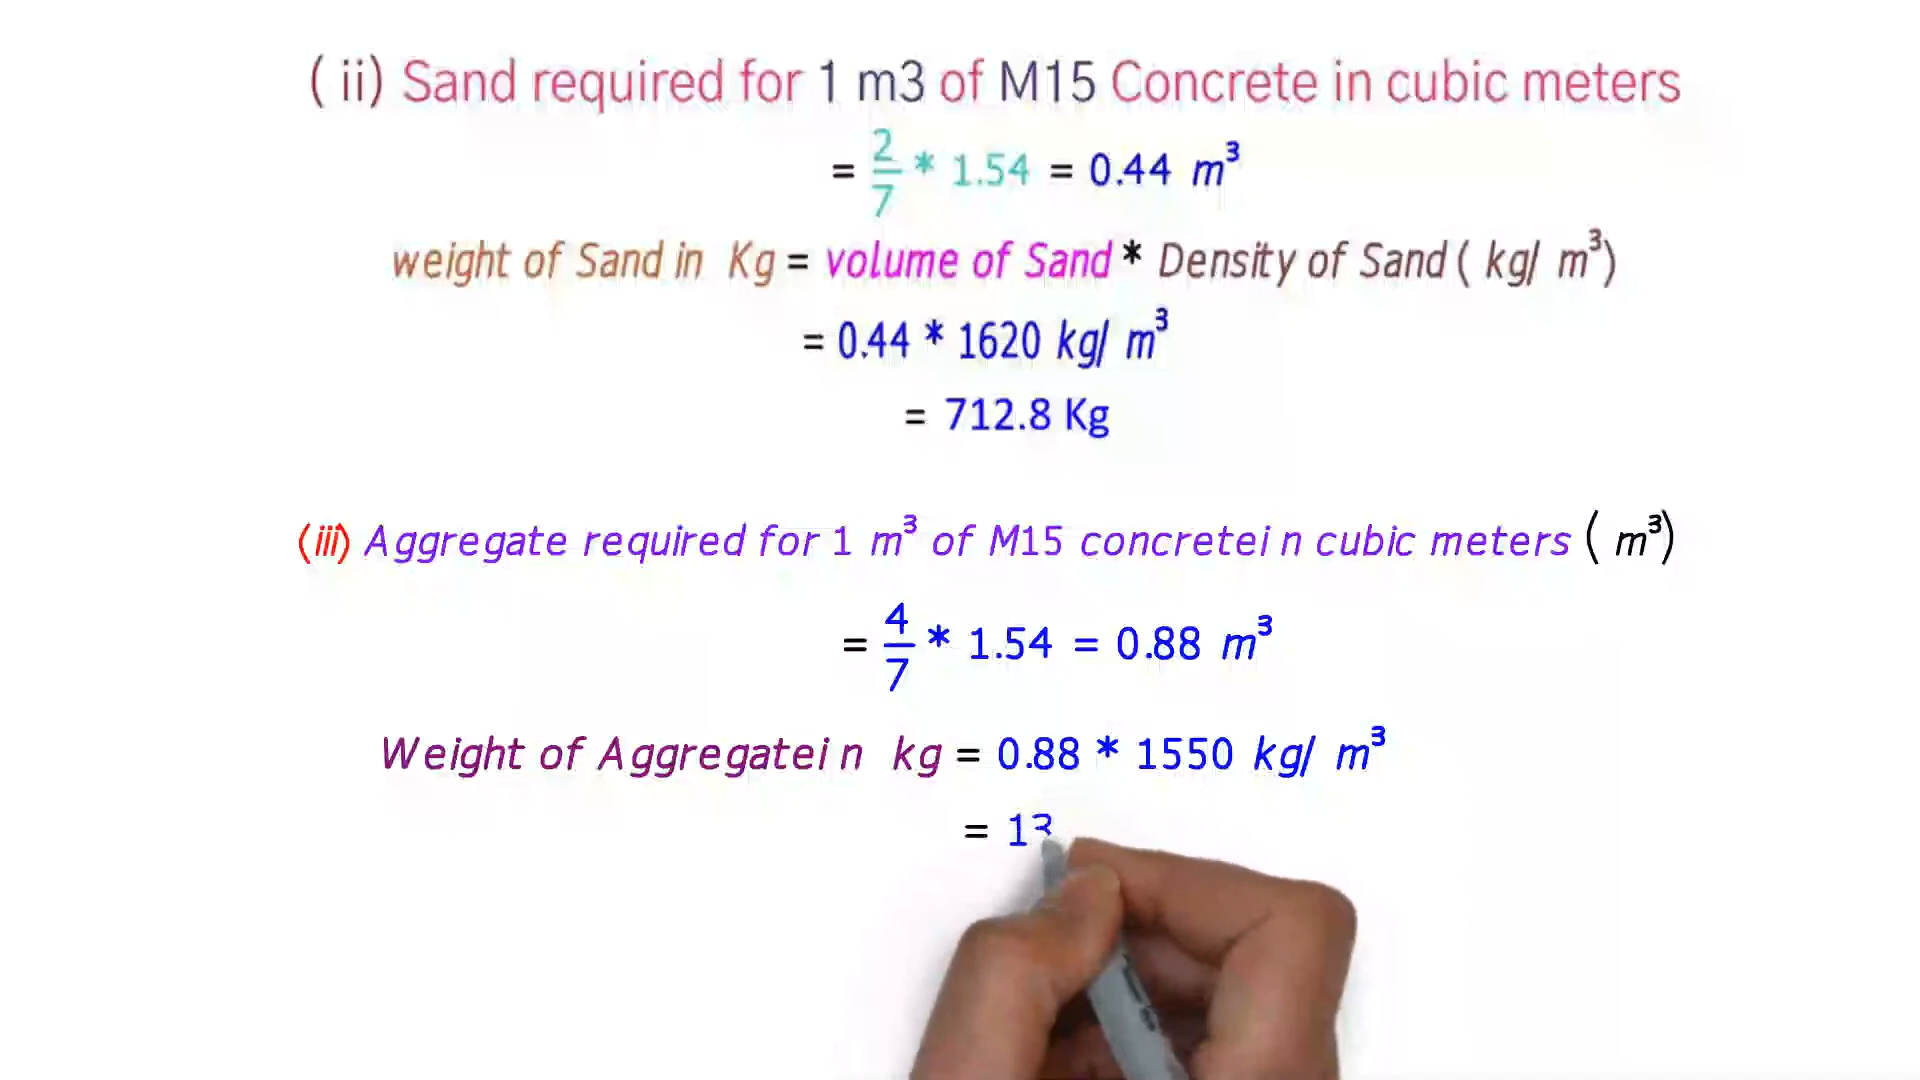 ( ii) Sand required for 1 m3 of M15 Concrete in cubic meters
= 2/7 * 1.54 = 0.44 m³
weight of Sand in Kg = volume of Sand * Density of Sand ( kg/ m³)
= 0.44 * 1620 kg/ m³
= 712.8 Kg
(iii) Aggregate required for 1 m³ of M15 concretei n cubic meters ( m³)
= 4/7 * 1.54 = 0.88 m³
Weight of Aggregatei n kg = 0.88 * 1550 kg/ m³
= 13